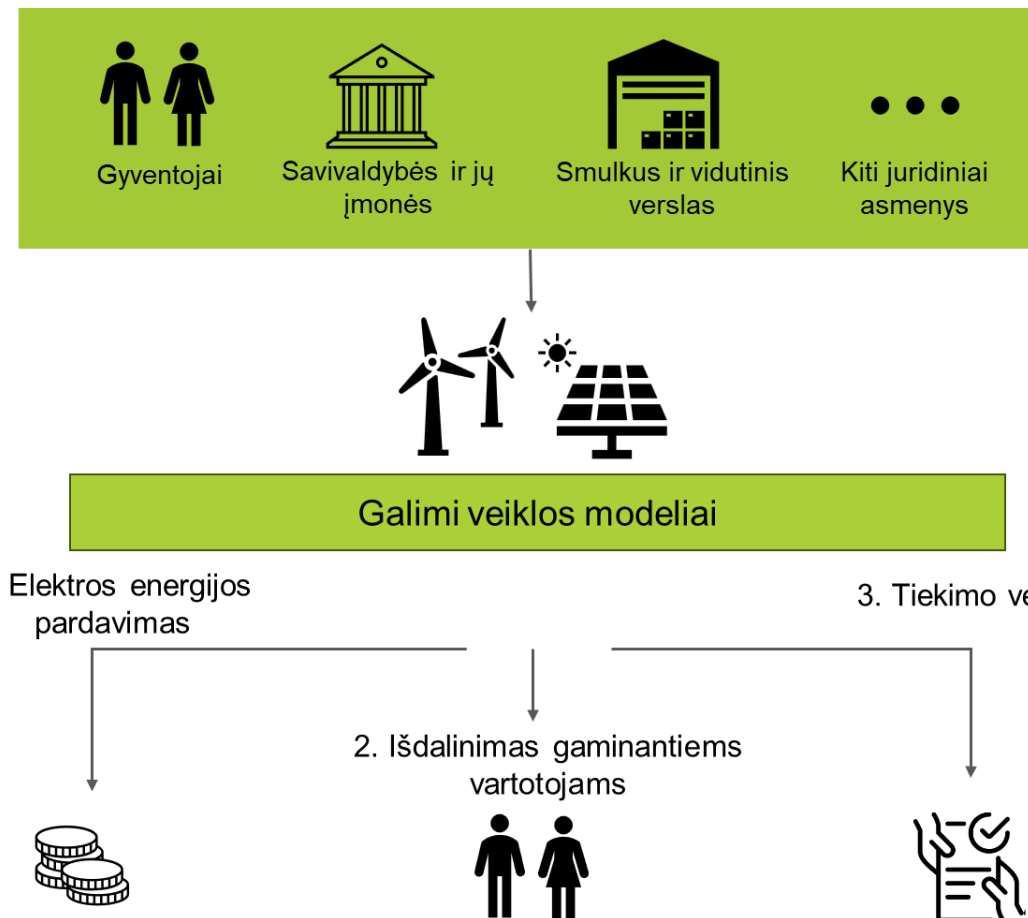 Gyventojai
Savivaldybės ir jų
įmonės
Smulkus ir vidutinis
verslas
Kiti juridiniai
asmenys
Galimi veiklos modeliai
Elektros energijos
pardavimas
3. Tiekimo
2. Išdalinimas gaminantiems
vartotojams